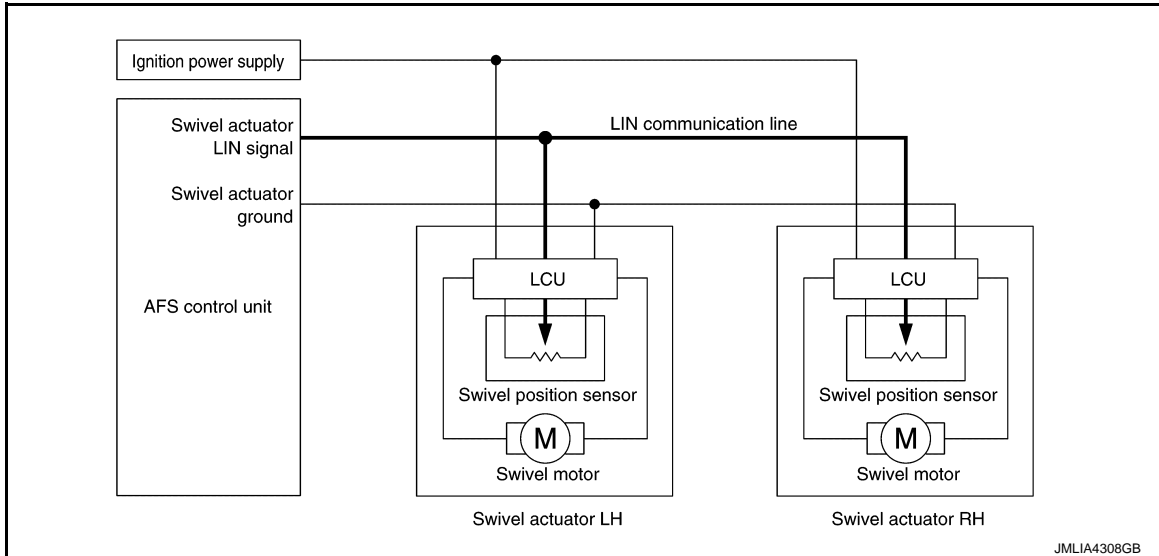 Ignition power supply
Swivel actuator
LIN signal
LIN communication line
Swivel actuator
ground
AFS control unit
LCU
LCU
Swivel position sensor
Swivel position sensor
M
M
Swivel motor
Swivel motor
Swivel actuator LH
Swivel actuator RH
JMLIA4308GB